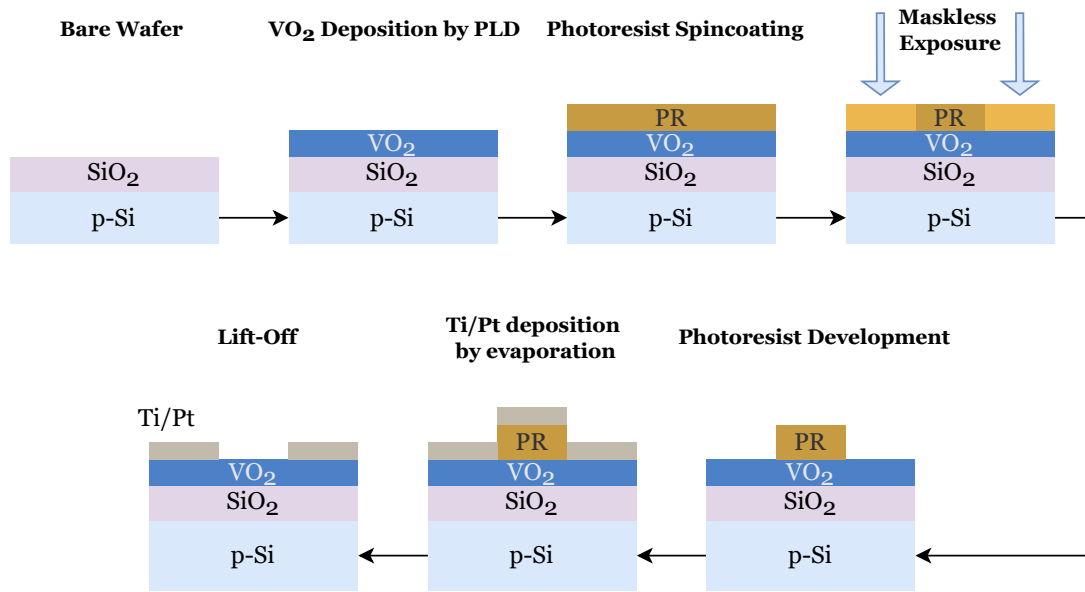 Bare Wafer
VO₂ Deposition by PLD
Photoresist Spincoating
Maskless
Exposure
SiO₂
p-Si
VO₂
SiO₂
p-Si
PR
VO₂
SiO₂
p-Si
PR
VO₂
SiO₂
p-Si
Lift-Off
Ti/Pt deposition
by evaporation
Photoresist Development
Ti/Pt
VO₂
SiO₂
p-Si
PR
VO₂
SiO₂
p-Si
PR
VO₂
SiO₂
p-Si